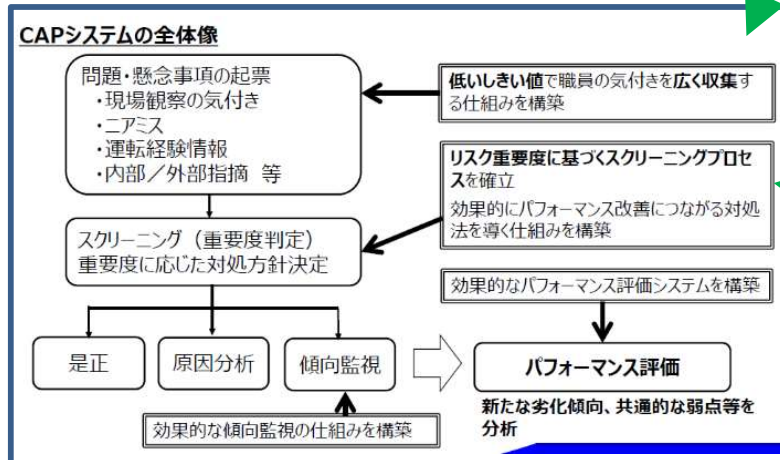 CAPシステムの全体像
問題・懸念事項の起票
・現場観察の気付き
・ニアミス
・運転経験情報
・内部/外部指摘 等
低いしきい値で職員の気付きを広く収集す
る仕組みを構築
リスク重要度に基づくスクリーニングプロセ
スを確立
効果的にパフォーマンス改善につながる対処
法を導く仕組みを構築
スクリーニング（重要度判定）
重要度に応じた対処方針決定
効果的なパフォーマンス評価システムを構築
是正
原因分析
傾向監視
パフォーマンス評価
新たな劣化傾向、共通的な弱点等を
分析
効果的な傾向監視の仕組みを構築